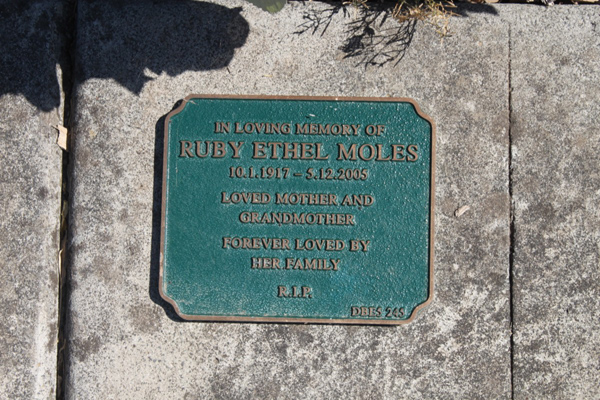 IN LOVING MEMORY OF
RUBY ETHEL MOLES
10.1.1917 – 5.12.2005
LOVED MOTHER AND
GRANDMOTHER
FOREVER LOVED BY
HER FAMILY
R.I.P.
DBE5 245